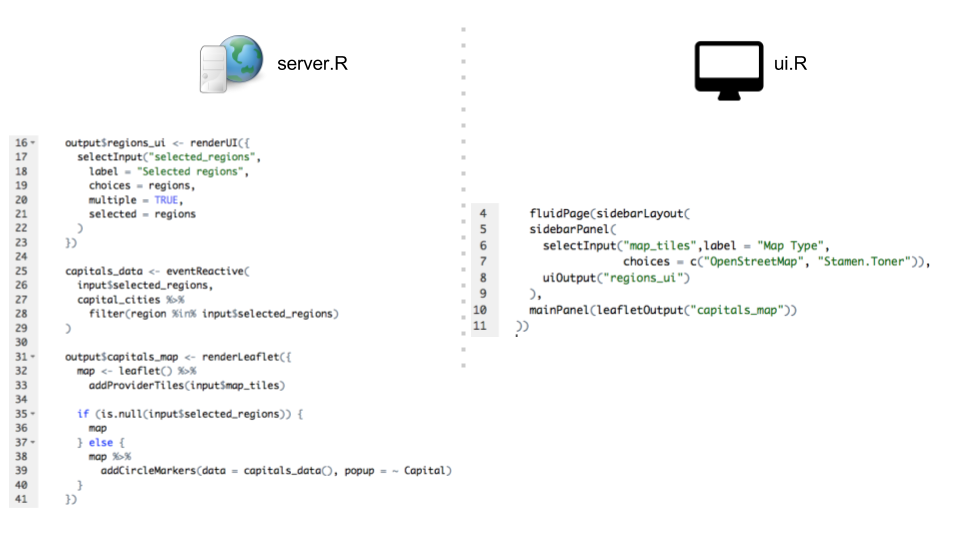 server.R
16 output$regions_ui <- renderUI({
17 selectInput("selected_regions",
18 label = "Selected regions",
19 choices = regions,
20 multiple = TRUE,
21 selected = regions
22 )
23 })
24
25 capitals_data <- eventReactive(
26 input$selected_regions,
27 capital_cities %>%
28 filter(region %in% input$selected_regions)
29 )
30
31 output$capitals_map <- renderLeaflet({
32 map <- leaflet() %>%
33 addProviderTiles(input$map_tiles)
34
35 if (is.null(input$selected_regions)) {
36 map
37 } else {
38 map %>%
39 addCircleMarkers(data = capitals_data(), popup = ~ Capital)
40 }
41 })
ui.R
4 fluidPage(sidebarLayout(
5 sidebarPanel(
6 selectInput("map_tiles",label = "Map Type",
7 choices = c("OpenStreetMap", "Stamen.Toner")),
8 uiOutput("regions_ui")
9 ),
10 mainPanel(leafletOutput("capitals_map"))
11 ))